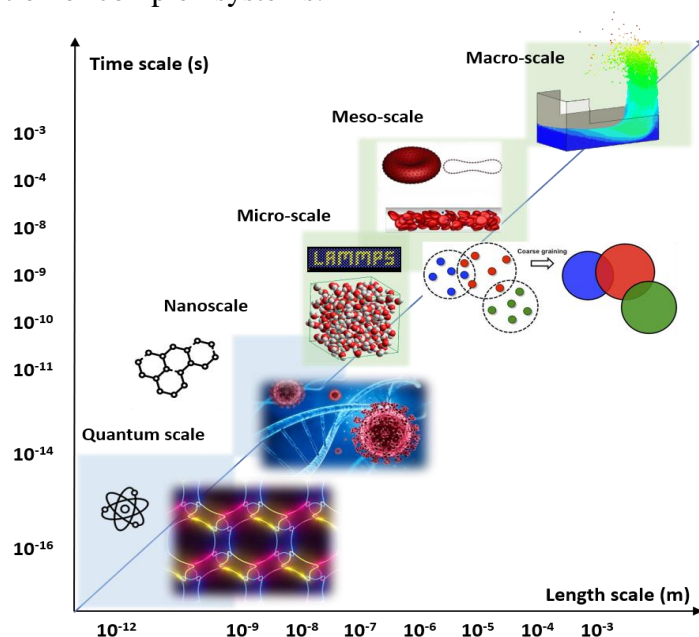 Time scale (s)
Macro-scale
Meso-scale
10-3
10-4
Micro-scale
10-8
LAMMPS
Coarse graining
10-9
Nanoscale
10-10
10-11
Quantum scale
10-14
10-16
Length scale (m)
10-12
10-9
10-8
10-7
10-6
10-5
10-4
10-3